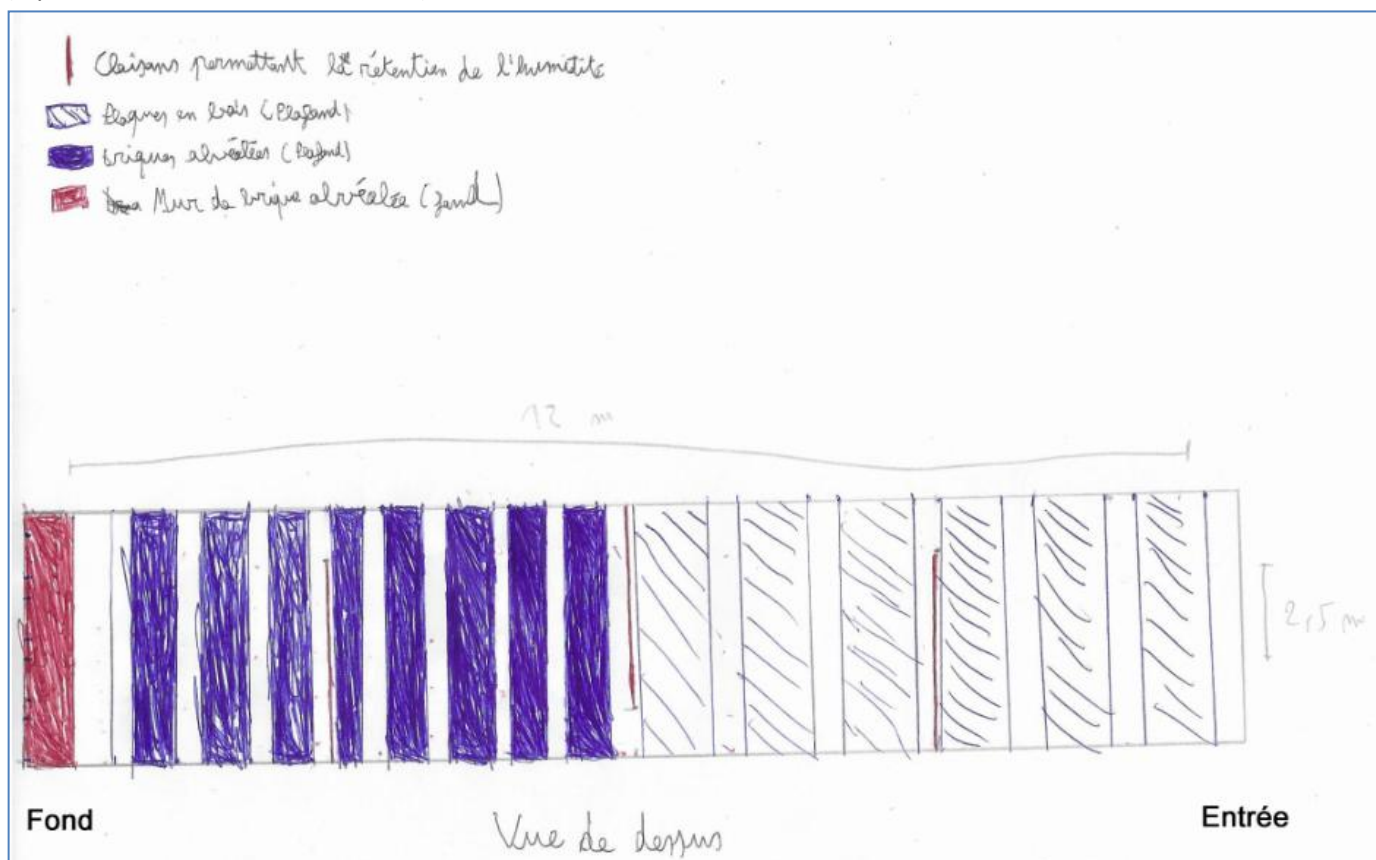 Cloisons permettant la rétention de l'humidité
Plaques en bois (Plafond)
briques alvéolées (Plafond)
Mur de brique alvéolée (fond)
12 m
2,5 m
Fond
Entrée
Vue de dessus